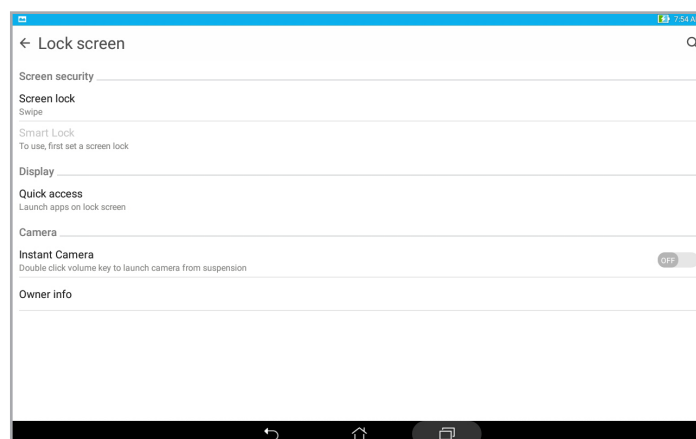 7:54 A
Lock screen
Screen security
Screen lock
Swipe
Smart Lock
To use, first set a screen lock
Display
Quick access
Launch apps on lock screen
Camera
Instant Camera
Double click volume key to launch camera from suspension
OFF
Owner info